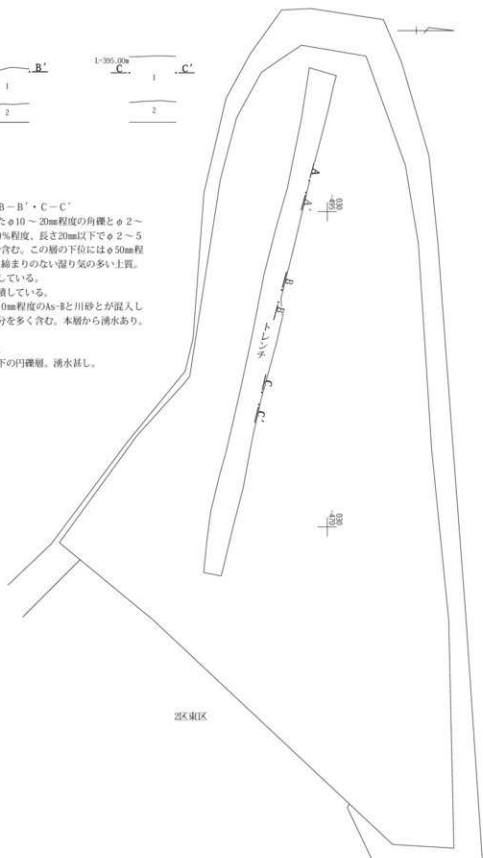 B′
L=395.00m
C C′
1
1
2
2
B－B′・C－C′
たφ10～20mm程度の角礫とφ2～
0%程度、長さ20mm以下でφ2～5
含む。この層の下位にはφ50mm程
締まりのない湿り気の多い土質。
している。
積している。
0mm程度のAs-Bと川砂とが混入し
分を多く含む。本層から湧水あり。
下の円礫層。湧水甚し。
A
A′
030
-495
B
B′
トレンチ
C
C′
030
-470
2区東区